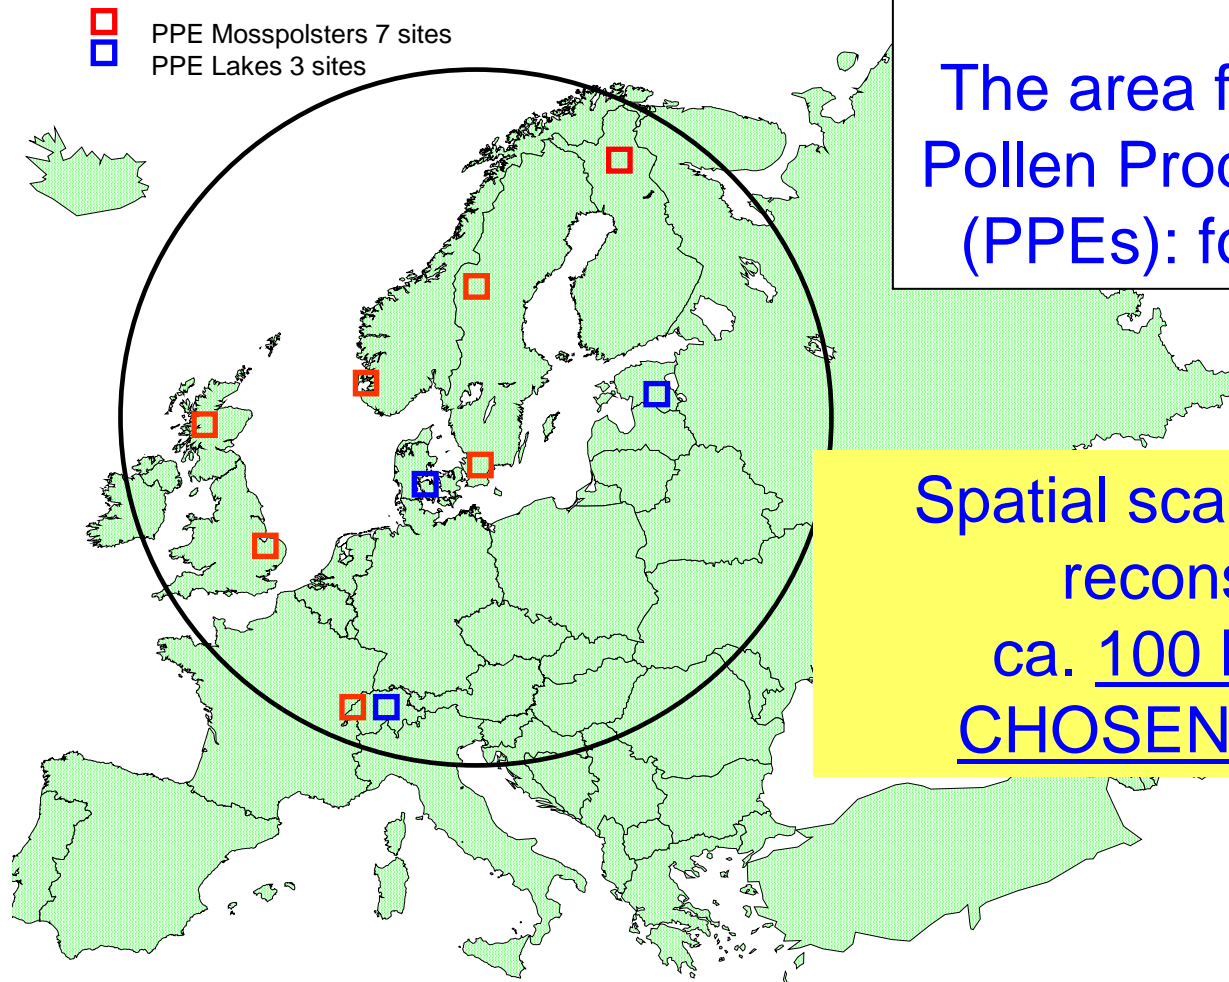 PPE Mosspolsters 7 sites
PPE Lakes 3 sites
The area f
Pollen Proc
(PPEs): fo
Spatial sca
recons
ca. 100
CHOSEN